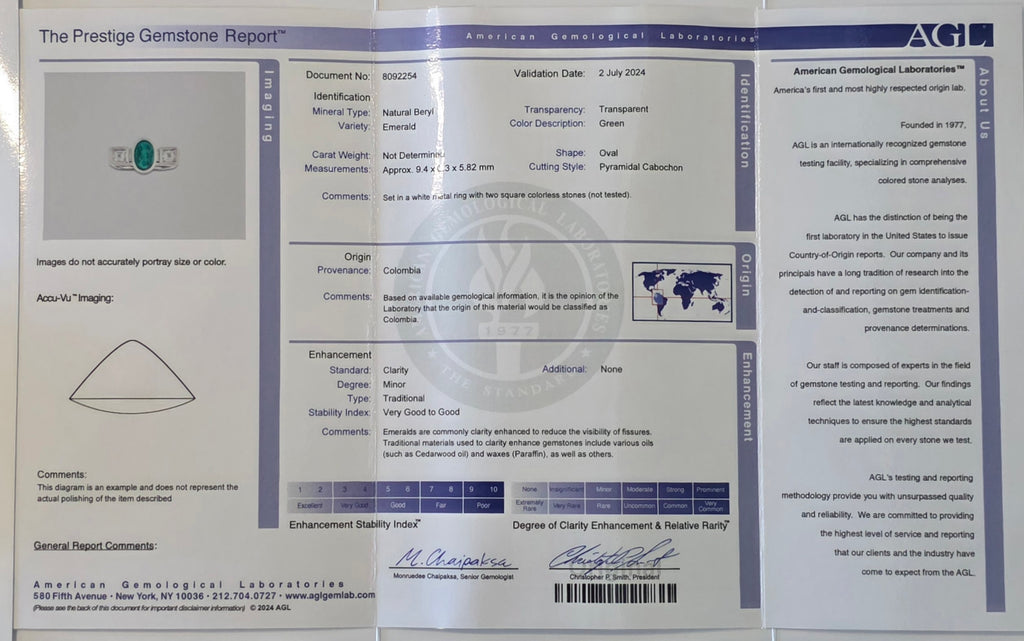 The Prestige Gemstone Report™
American Gemological Laboratories™
AGL
Imaging
Images do not accurately portray size or color.
Accu-Vu™ Imaging:
Comments:
This diagram is an example and does not represent the
actual polishing of the item described
General Report Comments:
American Gemological Laboratories
580 Fifth Avenue • New York, NY 10036 • 212.704.0727 • www.aglgemlab.com
(Please see the back of this document for important disclaimer information) © 2024 AGL
Document No: 8092254 Validation Date: 2 July 2024
Identification
Mineral Type: Natural Beryl Transparency: Transparent
Variety: Emerald Color Description: Green
Carat Weight: Not Determined Shape: Oval
Measurements: Approx. 9.4 x .3 x 5.82 mm Cutting Style: Pyramidal Cabochon
Comments: Set in a white metal ring with two square colorless stones (not tested).
Identification
Origin
Provenance: Colombia
Comments: Based on available gemological information, it is the opinion of the
Laboratory that the origin of this material would be classified as
Colombia.
Origin
Enhancement
Standard: Clarity Additional: None
Degree: Minor
Type: Traditional
Stability Index: Very Good to Good
Comments: Emeralds are commonly clarity enhanced to reduce the visibility of fissures.
Traditional materials used to clarity enhance gemstones include various oils
(such as Cedarwood oil) and waxes (Paraffin), as well as others.
Enhancement
1 2 3 4 5 6 7 8 9 10
Excellent Very Good Good Fair Poor
Enhancement Stability Index™
None Insignificant Minor Moderate Strong Prominent
Extremely Rare Very Rare Rare Uncommon Common Very Common
Degree of Clarity Enhancement & Relative Rarity™
M. Chaipaksa
Monruedee Chaipaksa, Senior Gemologist
Christopher P. Smith, President
GEMOLOGICAL LABORATORIES
1977
THE STANDARD
About Us
American Gemological Laboratories™
America's first and most highly respected origin lab.
Founded in 1977,
AGL is an internationally recognized gemstone
testing facility, specializing in comprehensive
colored stone analyses.
AGL has the distinction of being the
first laboratory in the United States to issue
Country-of-Origin reports. Our company and its
principals have a long tradition of research into the
detection of and reporting on gem identification-
and-classification, gemstone treatments and
provenance determinations.
Our staff is composed of experts in the field
of gemstone testing and reporting. Our findings
reflect the latest knowledge and analytical
techniques to ensure the highest standards
are applied on every stone we test.
AGL's testing and reporting
methodology provide you with unsurpassed quality
and reliability. We are committed to providing
the highest level of service and reporting
that our clients and the industry have
come to expect from the AGL.